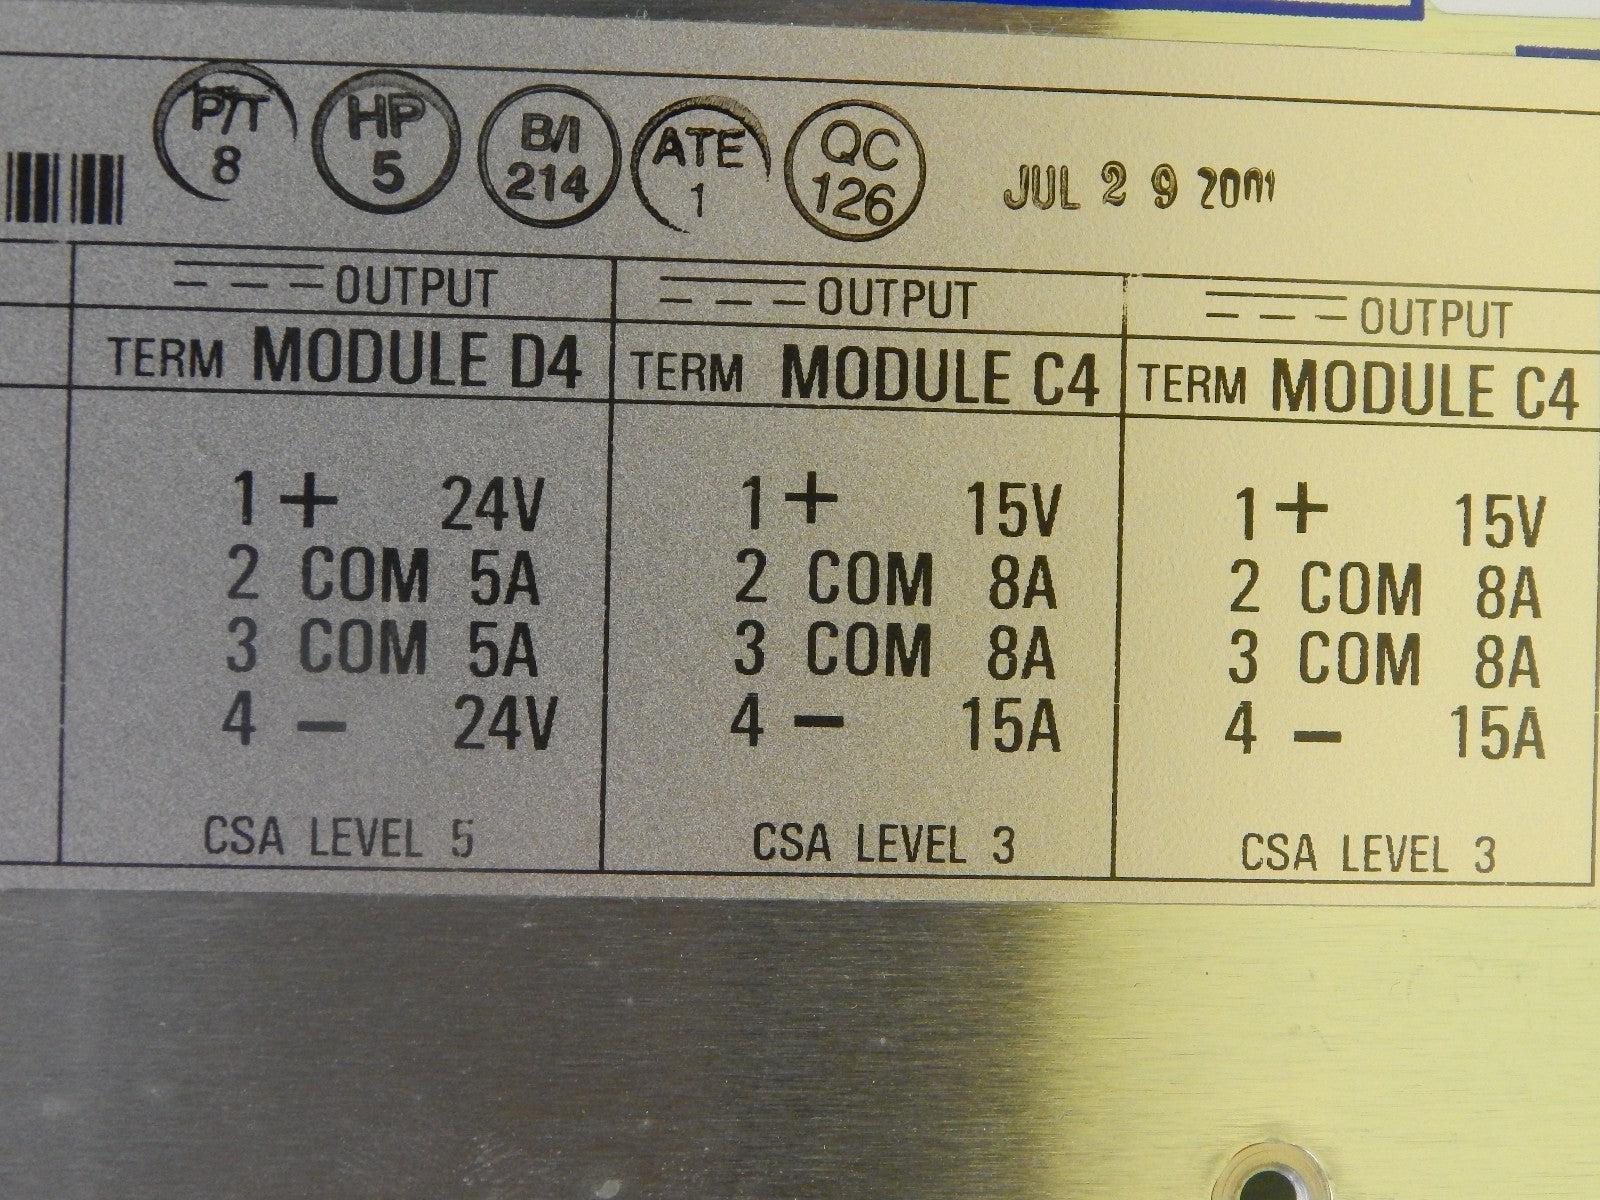 P/T 8
HP 5
B/I 214
ATE 1
QC 126
JUL 29 2001
OUTPUT
TERM MODULE D4
1 + 24V
2 COM 5A
3 COM 5A
4 - 24V
CSA LEVEL 5
OUTPUT
TERM MODULE C4
1 + 15V
2 COM 8A
3 COM 8A
4 - 15A
CSA LEVEL 3
OUTPUT
TERM MODULE C4
1 + 15V
2 COM 8A
3 COM 8A
4 - 15A
CSA LEVEL 3